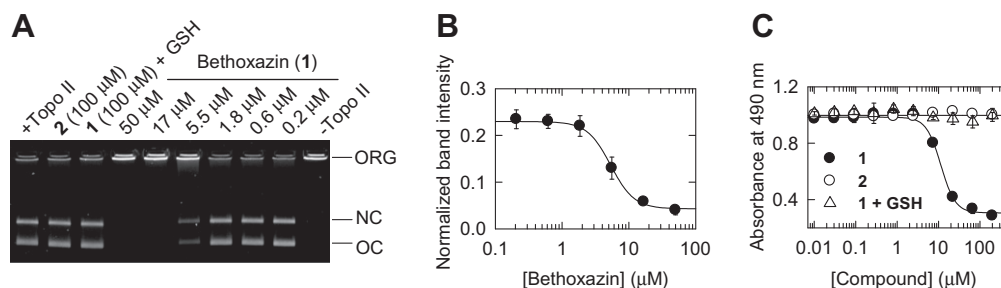 A
+Topo II
2 (100 μM)
1 (100 μM) + GSH
Bethoxazin (1)
50 μM
17 μM
5.5 μM
1.8 μM
0.6 μM
0.2 μM
-Topo II
ORG
NC
OC
B
Normalized band intensity
0.3
0.2
0.1
0.0
0.1
1
10
100
[Bethoxazin] (μM)
C
Absorbance at 490 nm
1.2
0.8
0.4
1
2
1 + GSH
0.01
0.1
1
10
100
[Compound] (μM)